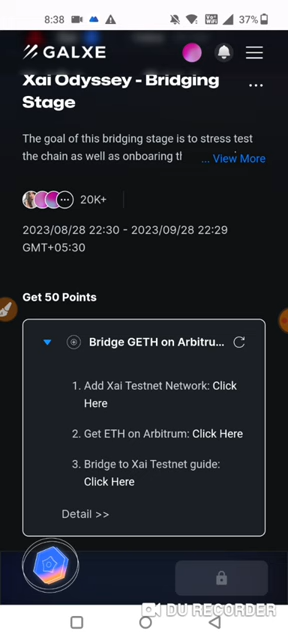 8:38
37%
GALXE
Xai Odyssey - Bridging
Stage
The goal of this bridging stage is to stress test
the chain as well as onboaring tl ... View More
20K+
2023/08/28 22:30 - 2023/09/28 22:29
GMT+05:30
Get 50 Points
Bridge GETH on Arbitru...
1. Add Xai Testnet Network: Click
Here
2. Get ETH on Arbitrum: Click Here
3. Bridge to Xai Testnet guide:
Click Here
Detail >>
DU RECORDER